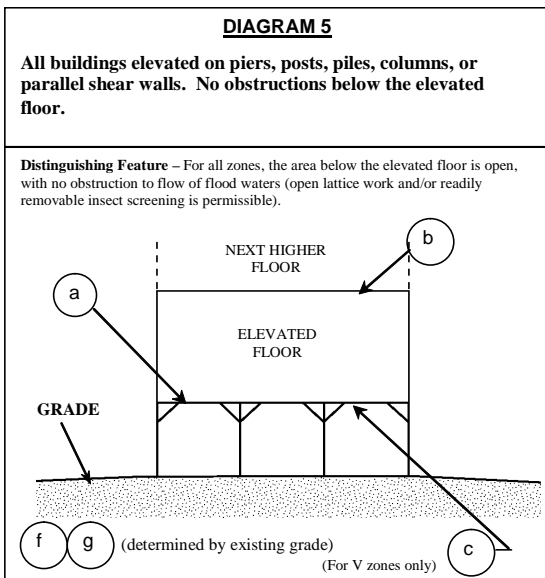 DIAGRAM 5
All buildings elevated on piers, posts, piles, columns, or
parallel shear walls.  No obstructions below the elevated
floor.
Distinguishing Feature – For all zones, the area below the elevated floor is open,
with no obstruction to flow of flood waters (open lattice work and/or readily
removable insect screening is permissible).
b
NEXT HIGHER
FLOOR
a
ELEVATED
FLOOR
GRADE
f g (determined by existing grade)
(For V zones only) c